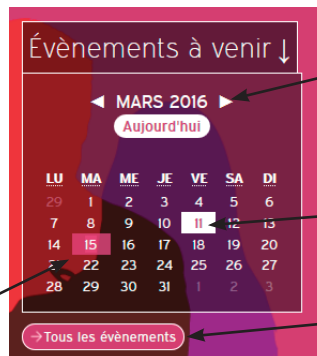 Évènements à venir ↓
◄ MARS 2016 ►
Aujourd'hui
LU MA ME JE VE SA DI
29 1 2 3 4 5 6
7 8 9 10 11 12 13
14 15 16 17 18 19 20
21 22 23 24 25 26 27
28 29 30 31 1 2 3
→Tous les évènements